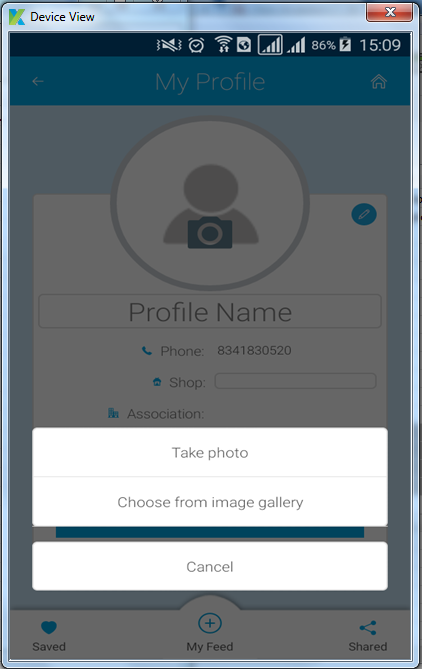 Device View
86% 15:09
My Profile
Profile Name
Phone: 8341830520
Shop:
Association:
Take photo
Choose from image gallery
Cancel
Saved
My Feed
Shared